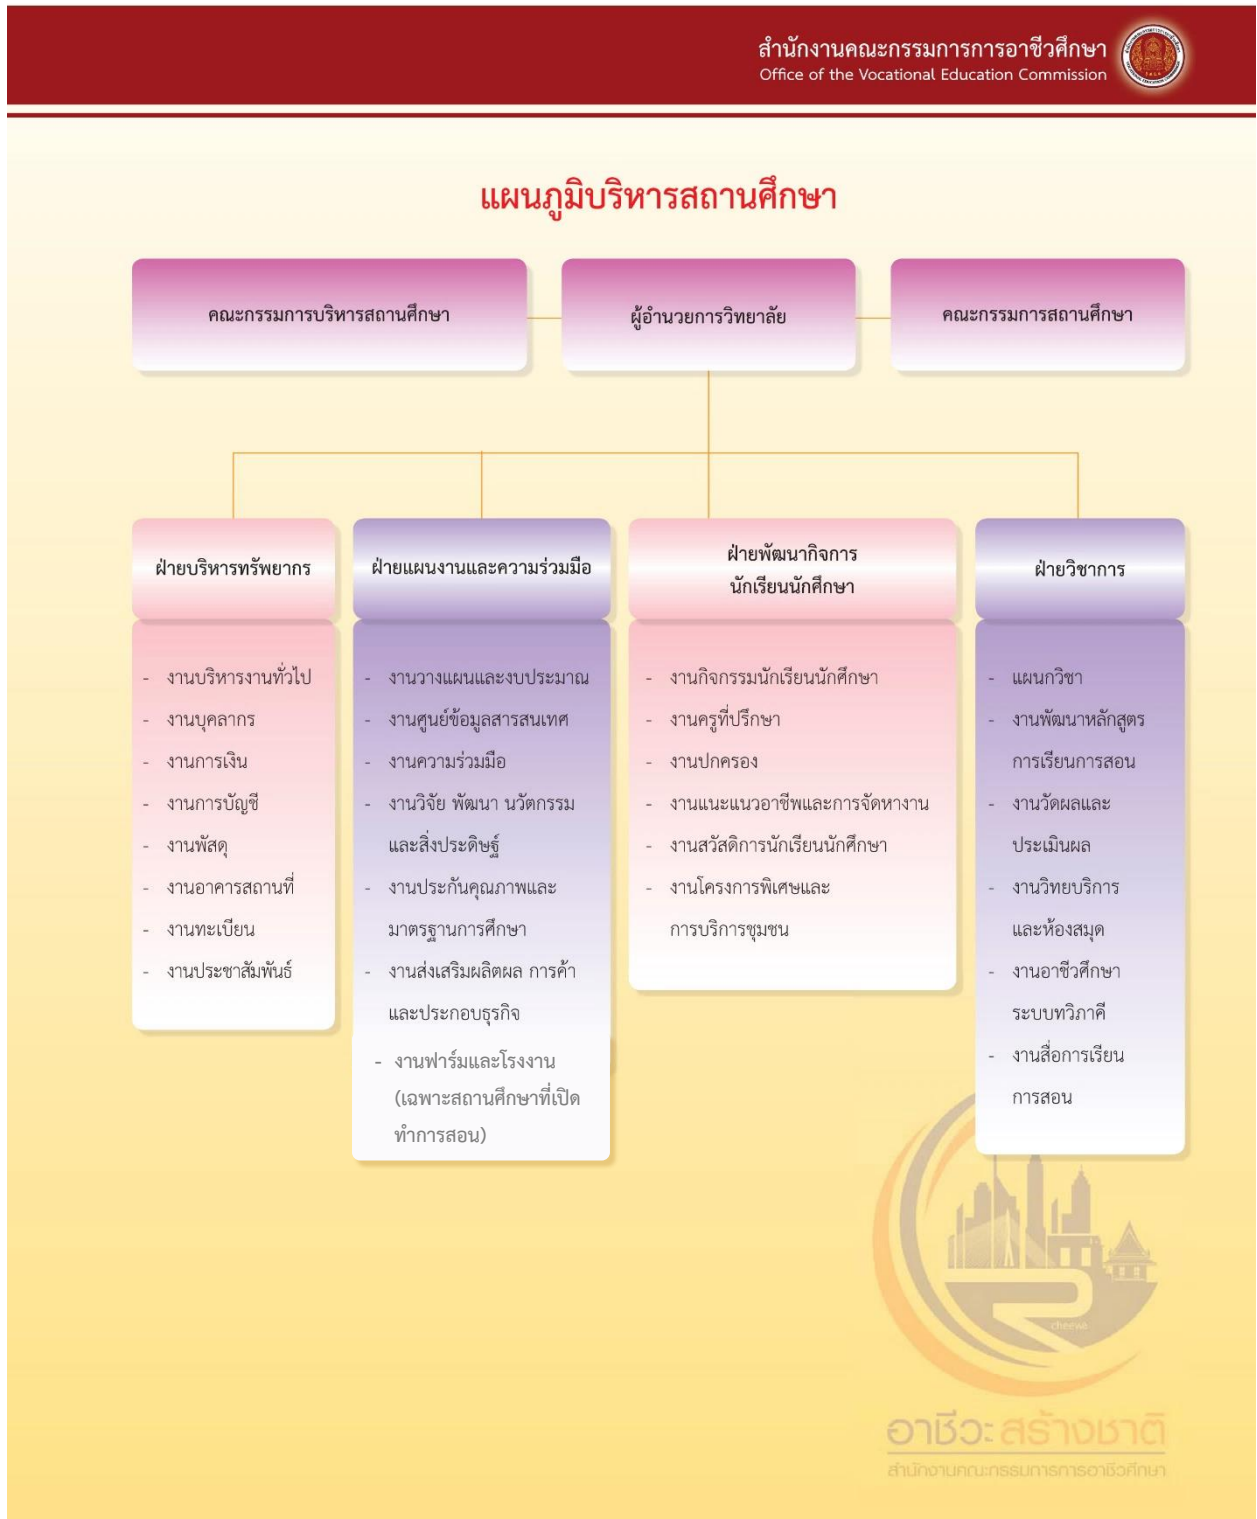 สำนักงานคณะกรรมการการอาชีวศึกษา
Office of the Vocational Education Commission
แผนภูมิบริหารสถานศึกษา
คณะกรรมการบริหารสถานศึกษา
ผู้อำนวยการวิทยาลัย
คณะกรรมการสถานศึกษา
ฝ่ายบริหารทรัพยากร
- งานบริหารงานทั่วไป
- งานบุคลากร
- งานการเงิน
- งานการบัญชี
- งานพัสดุ
- งานอาคารสถานที่
- งานทะเบียน
- งานประชาสัมพันธ์
ฝ่ายแผนงานและความร่วมมือ
- งานวางแผนและงบประมาณ
- งานศูนย์ข้อมูลสารสนเทศ
- งานความร่วมมือ
- งานวิจัย พัฒนา นวัตกรรม
และสิ่งประดิษฐ์
- งานประกันคุณภาพและ
มาตรฐานการศึกษา
- งานส่งเสริมผลิตผล การค้า
และประกอบธุรกิจ
- งานฟาร์มและโรงงาน
(เฉพาะสถานศึกษาที่เปิด
ทำการสอน)
ฝ่ายพัฒนากิจการ
นักเรียนนักศึกษา
- งานกิจกรรมนักเรียนนักศึกษา
- งานครูที่ปรึกษา
- งานปกครอง
- งานแนะแนวอาชีพและการจัดหางาน
- งานสวัสดิการนักเรียนนักศึกษา
- งานโครงการพิเศษและ
การบริการชุมชน
ฝ่ายวิชาการ
- แผนกวิชา
- งานพัฒนาหลักสูตร
การเรียนการสอน
- งานวัดผลและ
ประเมินผล
- งานวิทยบริการ
และห้องสมุด
- งานอาชีวศึกษา
ระบบทวิภาคี
- งานสื่อการเรียน
การสอน
cheewa
อาชีวะ สร้างชาติ
สำนักงานคณะกรรมการการอาชีวศึกษา